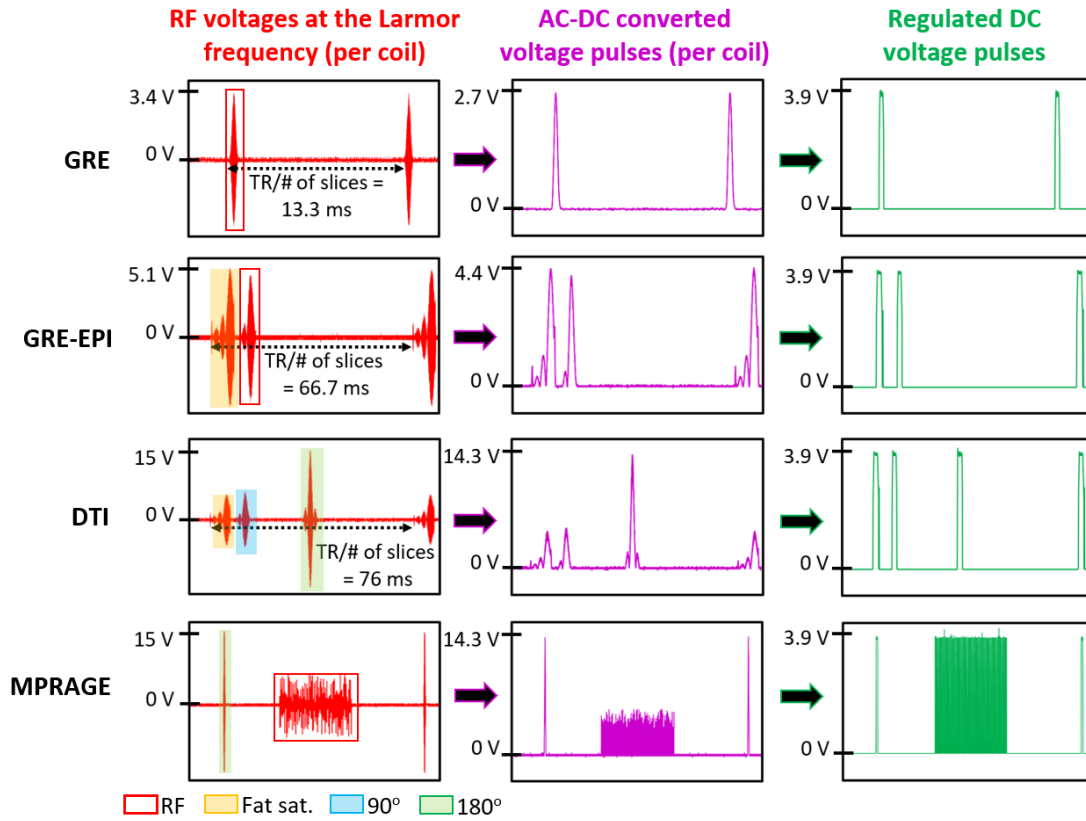 RF voltages at the Larmor
frequency (per coil)
AC-DC converted
voltage pulses (per coil)
Regulated DC
voltage pulses
GRE
3.4 V
0 V
TR/# of slices =
13.3 ms
2.7 V
0 V
3.9 V
0 V
GRE-EPI
5.1 V
0 V
TR/# of slices
= 66.7 ms
4.4 V
0 V
3.9 V
0 V
DTI
15 V
0 V
TR/# of slices
= 76 ms
14.3 V
0 V
3.9 V
0 V
MPRAGE
15 V
0 V
14.3 V
0 V
3.9 V
0 V
RF
Fat sat.
90°
180°